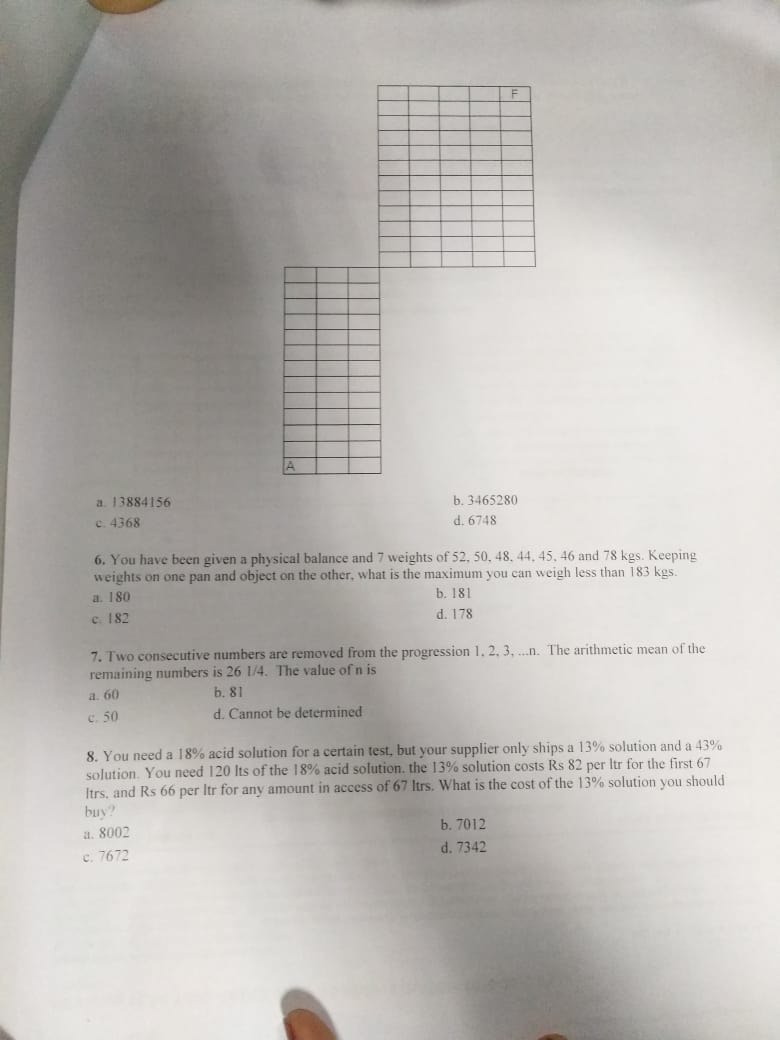 F
A
a. 13884156 b. 3465280
c. 4368 d. 6748
6. You have been given a physical balance and 7 weights of 52, 50, 48, 44, 45, 46 and 78 kgs. Keeping
weights on one pan and object on the other, what is the maximum you can weigh less than 183 kgs.
a. 180 b. 181
c. 182 d. 178
7. Two consecutive numbers are removed from the progression 1, 2, 3, ...n. The arithmetic mean of the
remaining numbers is 26 1/4. The value of n is
a. 60 b. 81
c. 50 d. Cannot be determined
8. You need a 18% acid solution for a certain test, but your supplier only ships a 13% solution and a 43%
solution. You need 120 lts of the 18% acid solution. the 13% solution costs Rs 82 per ltr for the first 67
ltrs, and Rs 66 per ltr for any amount in access of 67 ltrs. What is the cost of the 13% solution you should
buy?
a. 8002 b. 7012
c. 7672 d. 7342